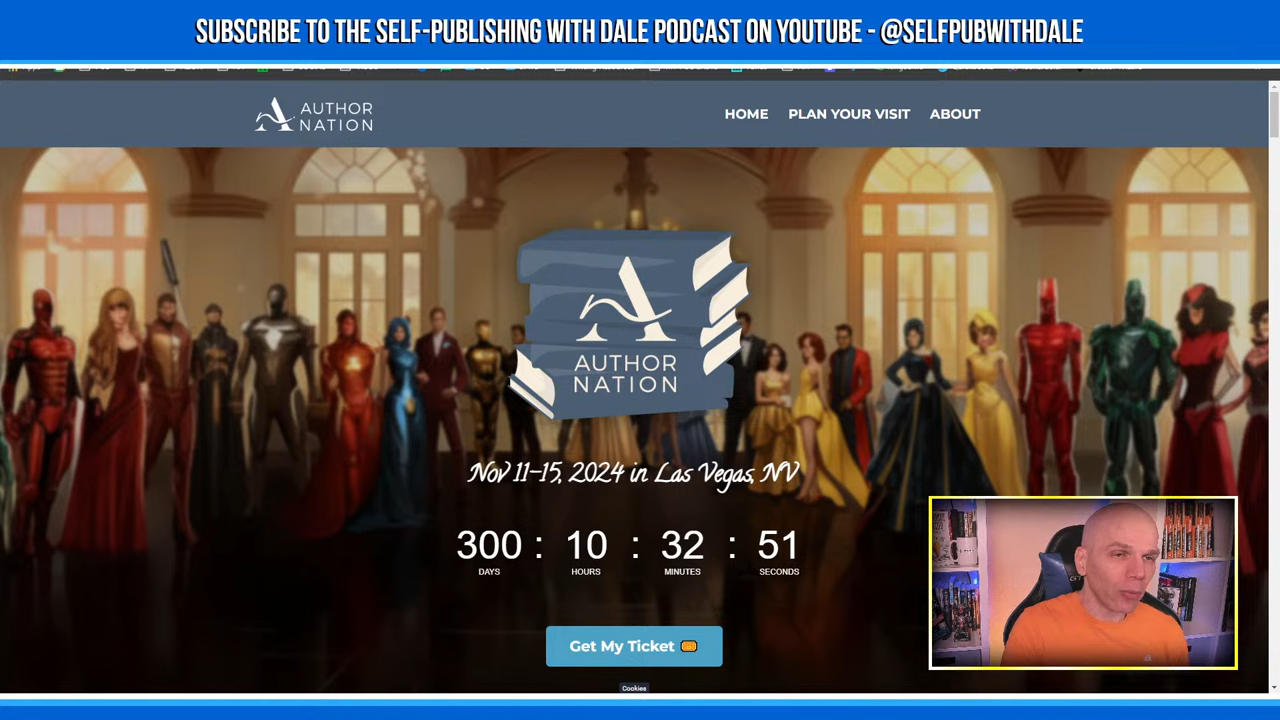 SUBSCRIBE TO THE SELF-PUBLISHING WITH DALE PODCAST ON YOUTUBE - @SELFPUBWITHDALE
AUTHOR
NATION
HOME PLAN YOUR VISIT ABOUT
AUTHOR
NATION
Nov 11-15, 2024 in Las Vegas, NV
300 : 10 : 32 : 51
DAYS HOURS MINUTES SECONDS
Get My Ticket
Cookies